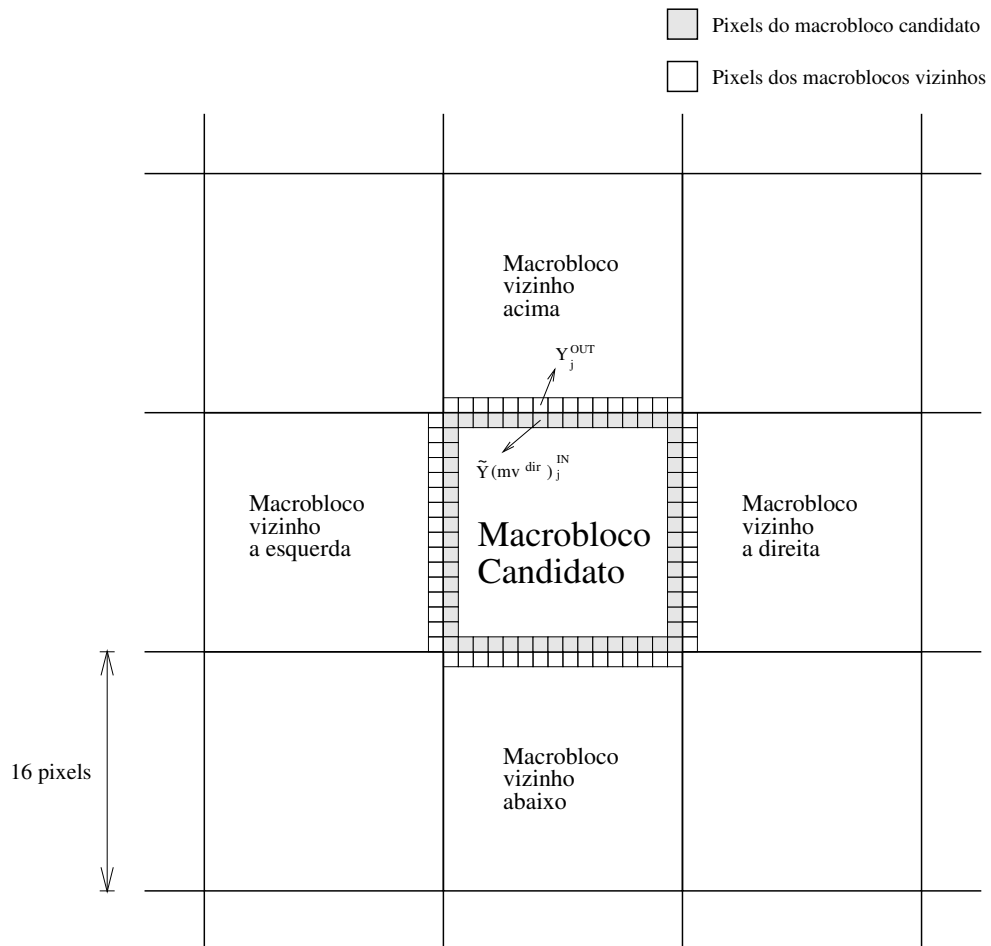 Pixels do macrobloco candidato
Pixels dos macroblocos vizinhos
Macrobloco
vizinho
acima
Y_j^OUT
Ỹ(mv^dir)_j^IN
Macrobloco
vizinho
a esquerda
Macrobloco
Candidato
Macrobloco
vizinho
a direita
16 pixels
Macrobloco
vizinho
abaixo